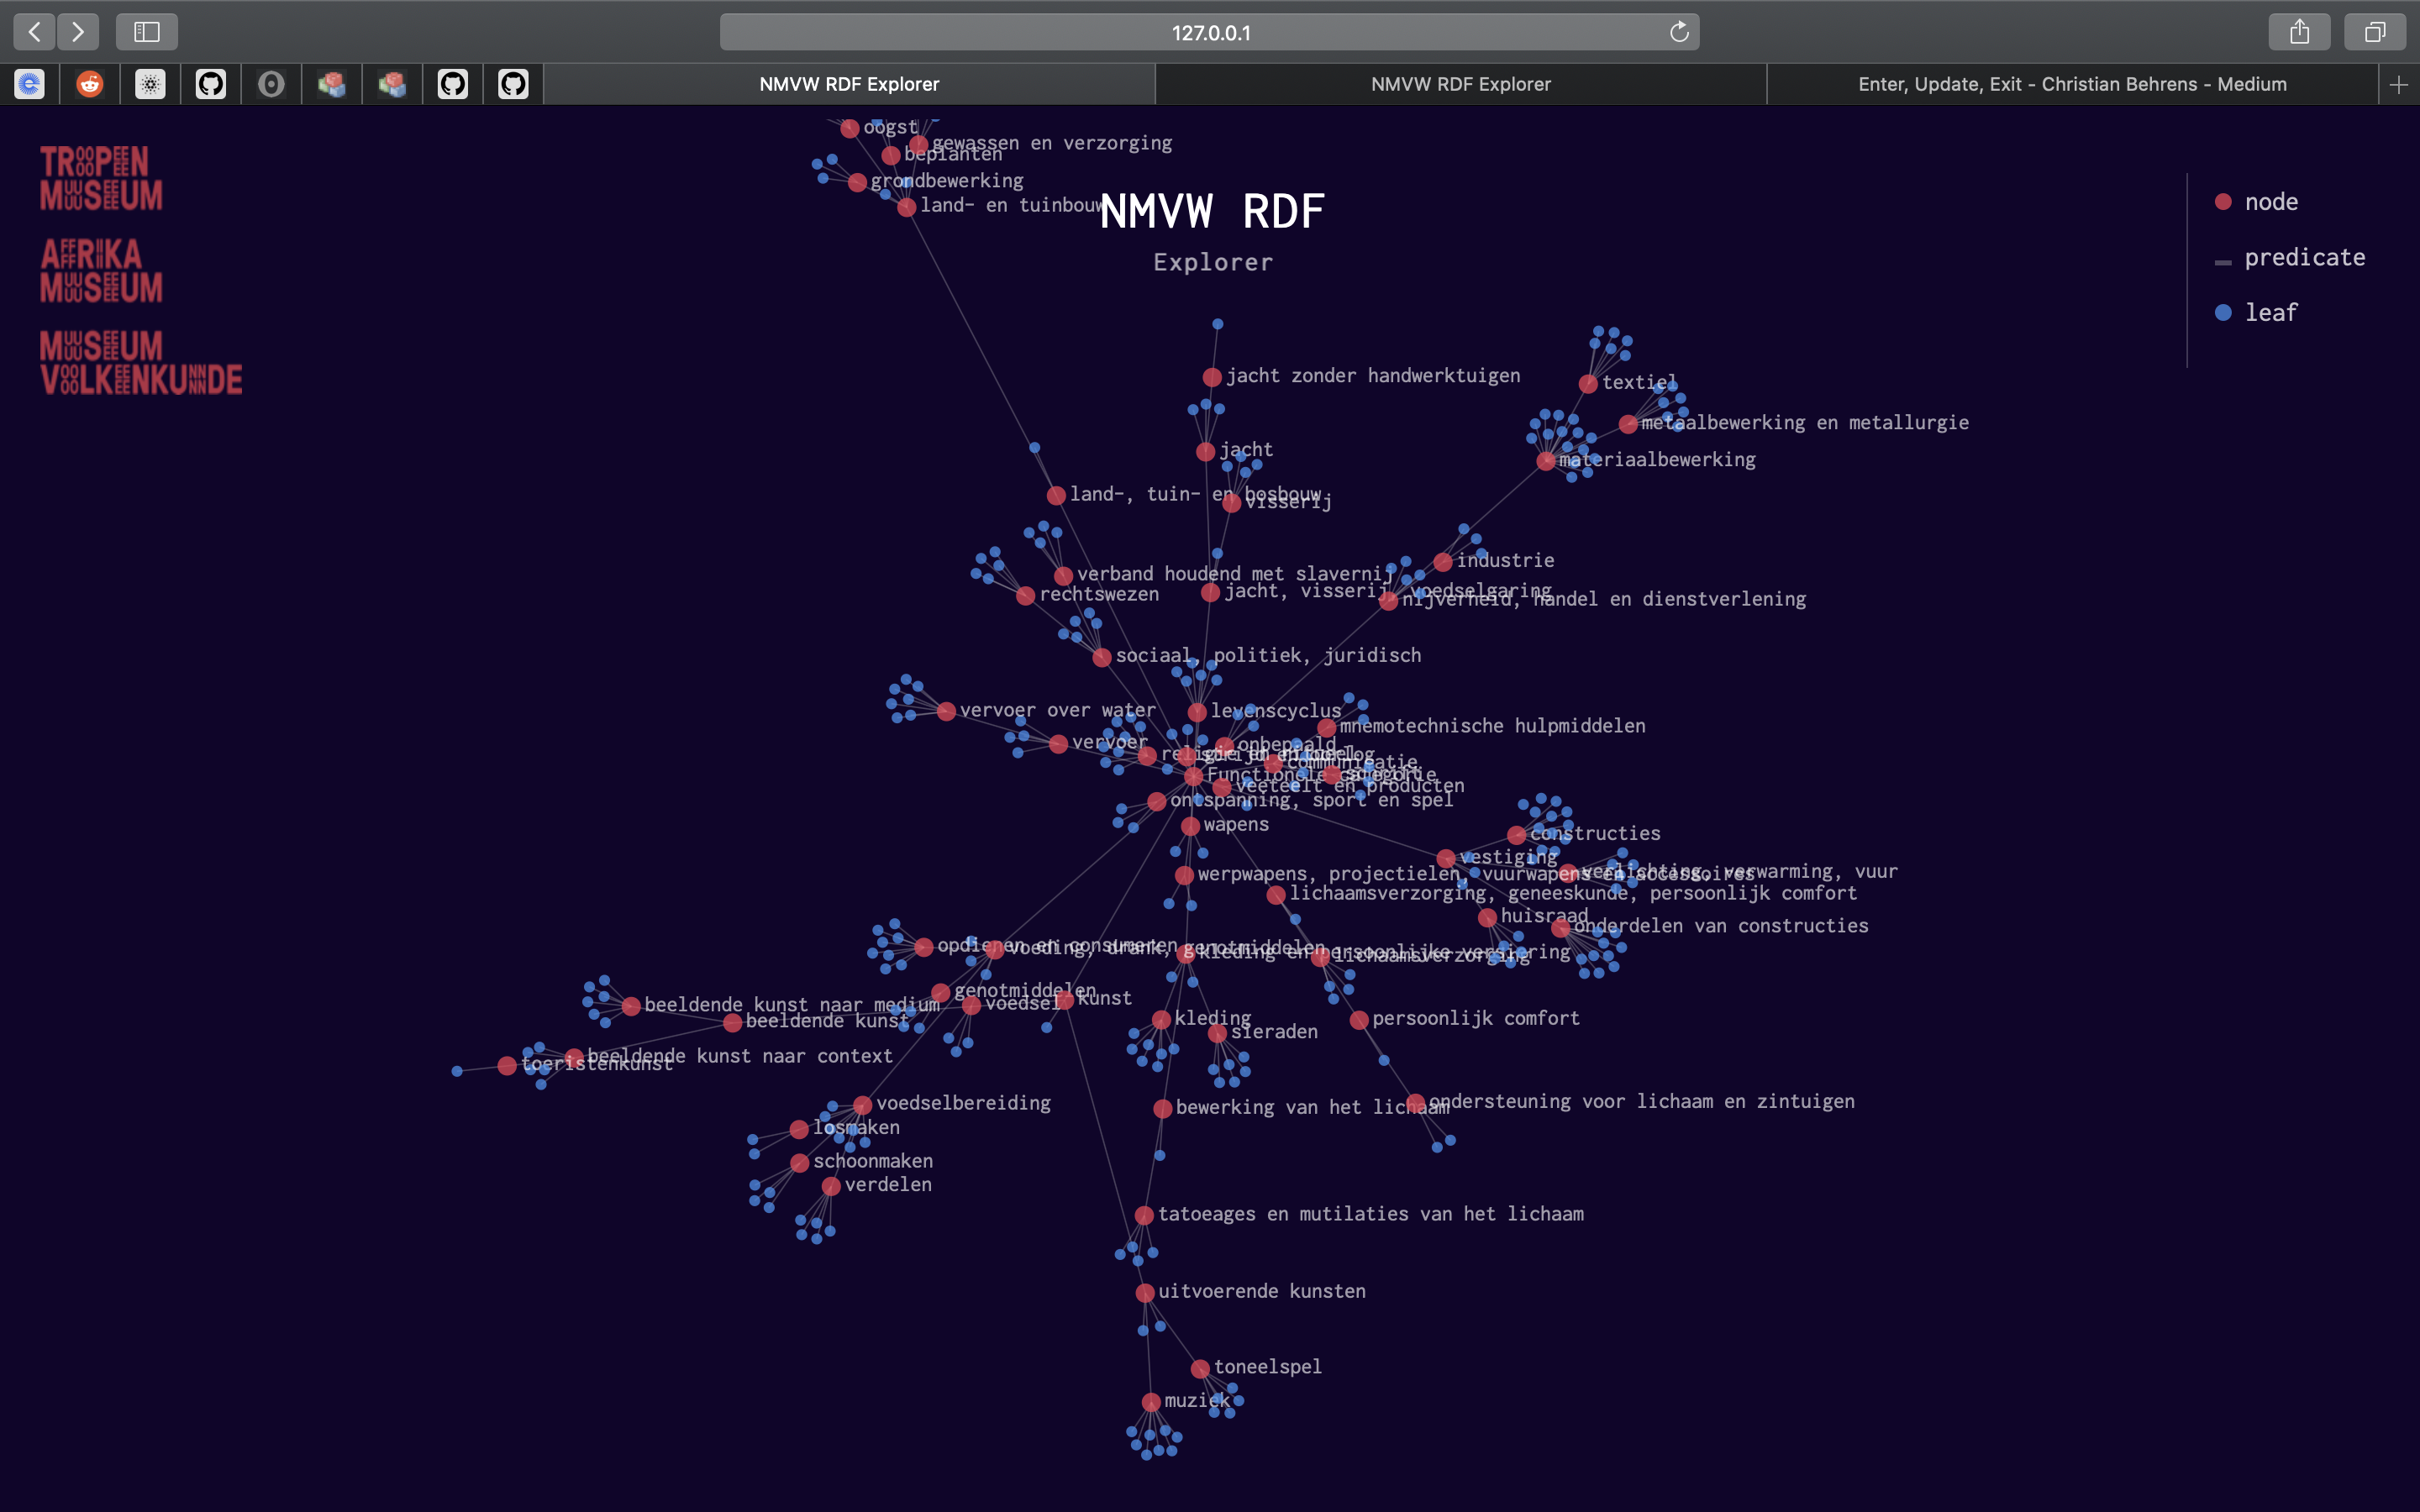 127.0.0.1
NMVW RDF Explorer
NMVW RDF Explorer
Enter, Update, Exit - Christian Behrens - Medium
TROPEN
MUSEUM
AFRIKA
MUSEUM
MUSEUM
VOLKENKUNDE
NMVW RDF
Explorer
node
predicate
leaf
oogst
gewassen en verzorging
beplanten
grondbewerking
land- en tuinbouw
jacht zonder handwerktuigen
textiel
metaalbewerking en metallurgie
jacht
materiaalbewerking
land-, tuin- en bosbouw
visserij
industrie
verband houdend met slavernij
rechtswezen
jacht, visserij, voedselgaring
nijverheid, handel en dienstverlening
sociaal, politiek, juridisch
vervoer over water
levenscyclus
mnemotechnische hulpmiddelen
vervoer
onbepaald
religie en ritueel
strijd en oorlog
communicatie
Functionele categorie
veeteelt en producten
ontspanning, sport en spel
wapens
constructies
vestiging
werpwapens, projectielen, vuurwapens en accessoires
verlichting, verwarming, vuur
lichaamsverzorging, geneeskunde, persoonlijk comfort
huisraad
onderdelen van constructies
opdienen en consumeren
voeding, drank, genotmiddelen
kleding en persoonlijke versiering
lichaamsverzorging
genotmiddelen
voedsel
kunst
beeldende kunst naar medium
beeldende kunst
kleding
sieraden
persoonlijk comfort
beeldende kunst naar context
toeristenkunst
voedselbereiding
bewerking van het lichaam
ondersteuning voor lichaam en zintuigen
losmaken
schoonmaken
verdelen
tatoeages en mutilaties van het lichaam
uitvoerende kunsten
toneelspel
muziek